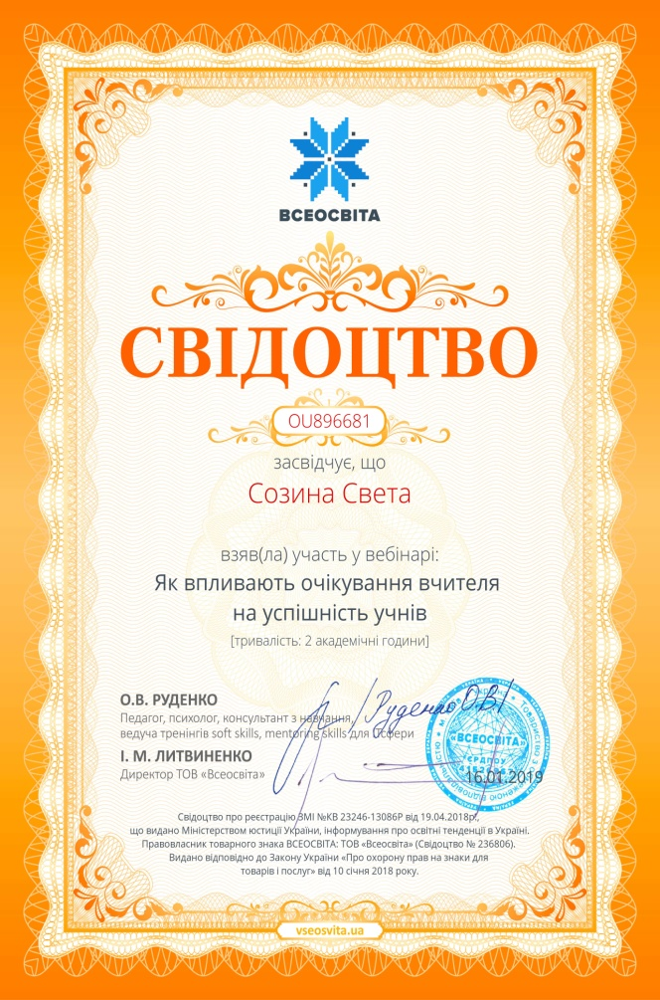 ВСЕОСВІТА
СВІДОЦТВО
OU896681
засвідчує, що
Созина Света
взяв(ла) участь у вебінарі:
Як впливають очікування вчителя
на успішність учнів
[тривалість: 2 академічні години]
О.В. РУДЕНКО
Педагог, психолог, консультант з навчання,
ведуча тренінгів soft skills, mentoring skills для Освіти
Руденко О.В.
І. М. ЛИТВИНЕНКО
Директор ТОВ «Всеосвіта»
«ВСЕОСВІТА»
16.01.2019
Свідоцтво про реєстрацію ЗМІ №КВ 23246-13086Р від 19.04.2018р.,
що видано Міністерством юстиції України, інформування про освітні тенденції в Україні.
Правовласник товарного знака ВСЕОСВІТА: ТОВ «Всеосвіта» (Свідоцтво № 236806).
Видано відповідно до Закону України «Про охорону прав на знаки для
товарів і послуг» від 10 січня 2018 року.
vseosvita.ua